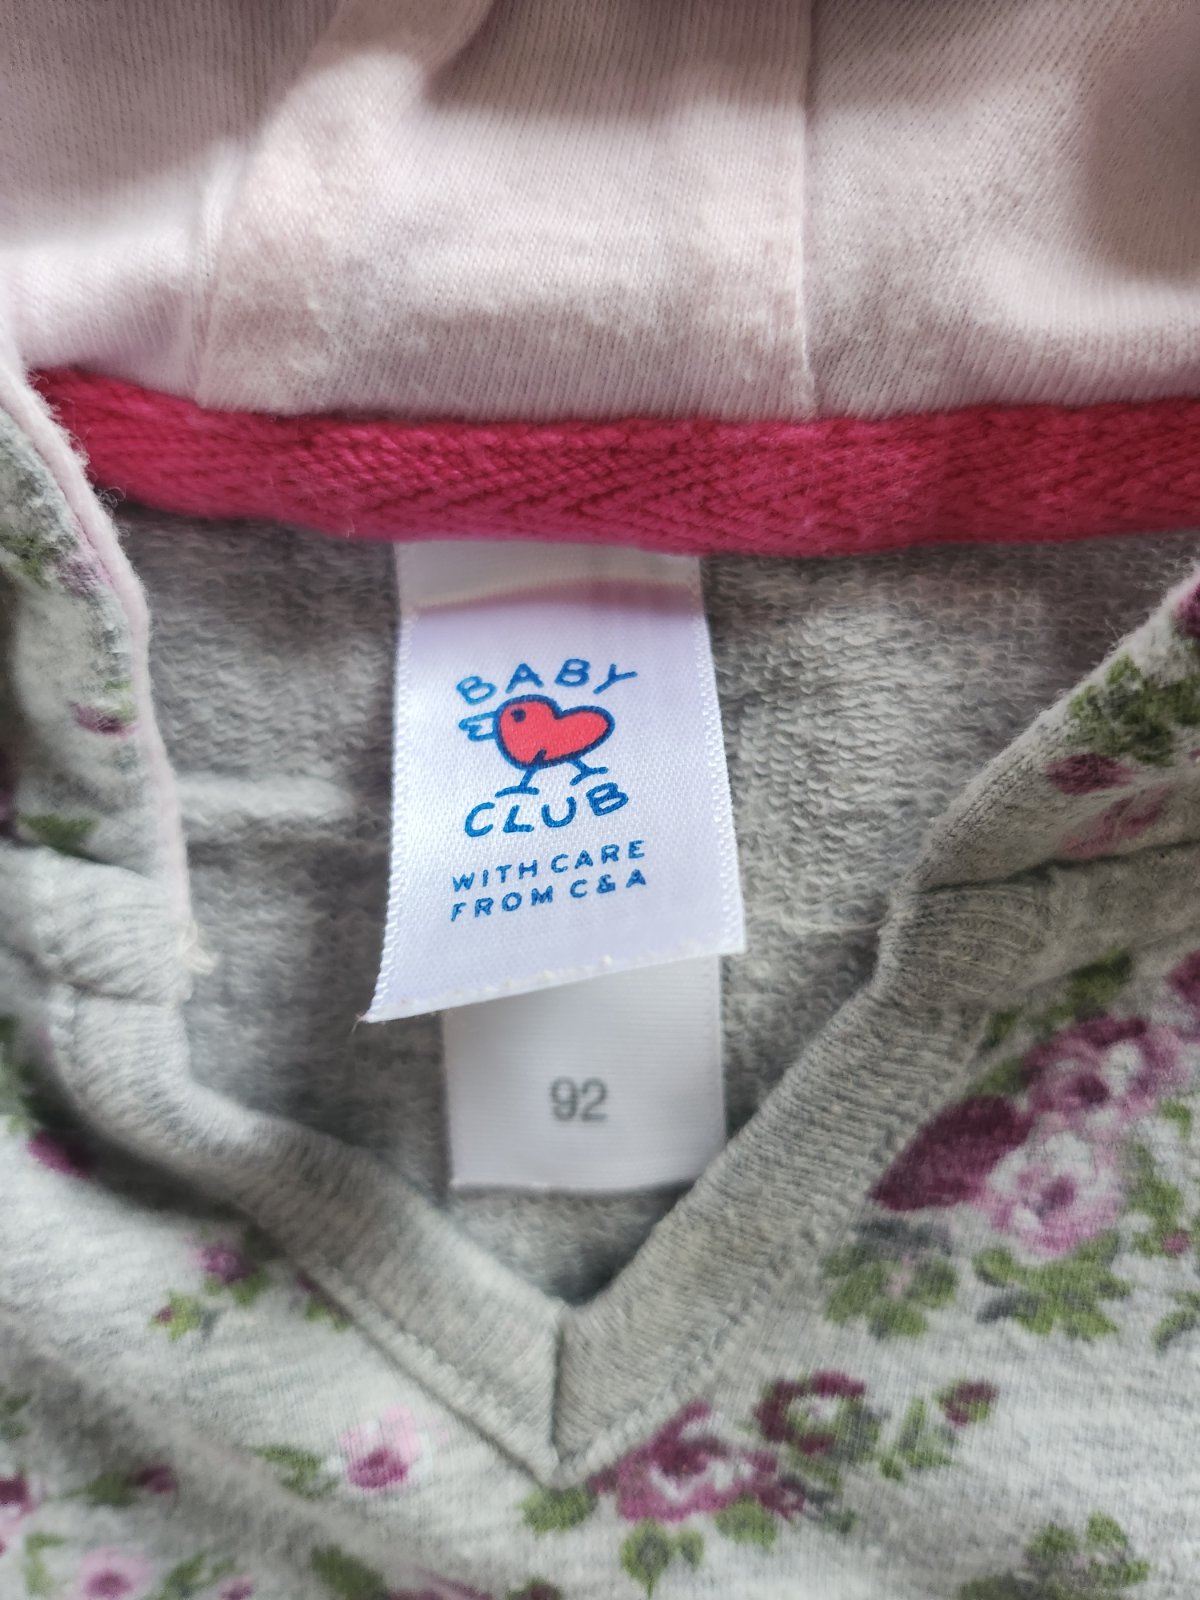 BABY
CLUB
WITH CARE
FROM C&A
92